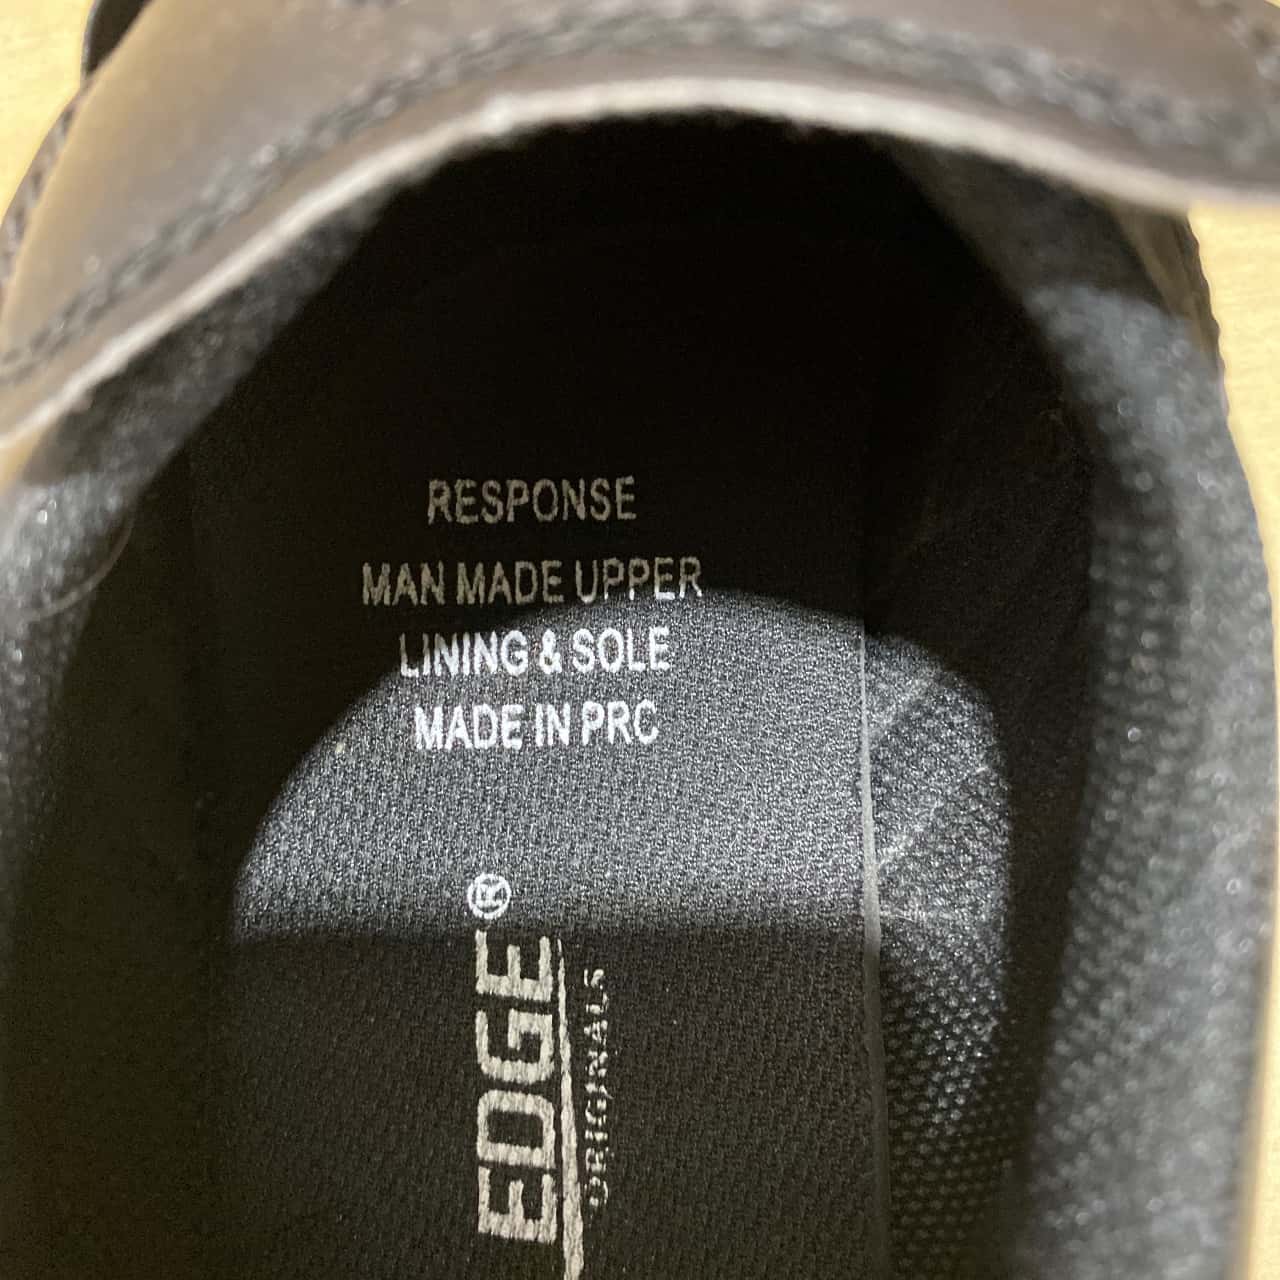 RESPONSE
MAN MADE UPPER
LINING & SOLE
MADE IN PRC
EDGE®
ORIGINALS